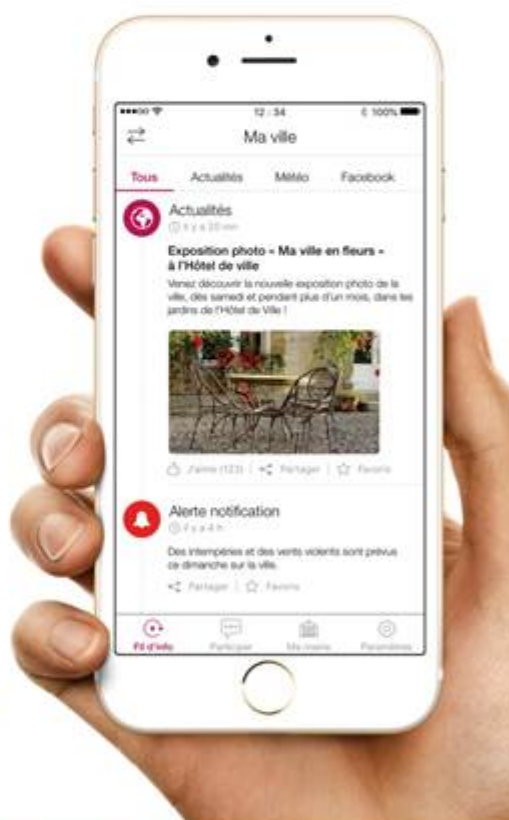 12:34
100%
Ma ville
Tous Actualités Météo Facebook
Actualités
il y a 20 min
Exposition photo « Ma ville en fleurs »
à l'Hôtel de ville
Venez découvrir la nouvelle exposition photo de la
ville, dès samedi et pendant plus d'un mois, dans les
jardins de l'Hôtel de Ville !
J'aime (123) Partager Favoris
Alerte notification
il y a 4 h
Des intempéries et des vents violents sont prévus
ce dimanche sur la ville.
Partager Favoris
Fil d'info Participer Ma mairie Paramètres